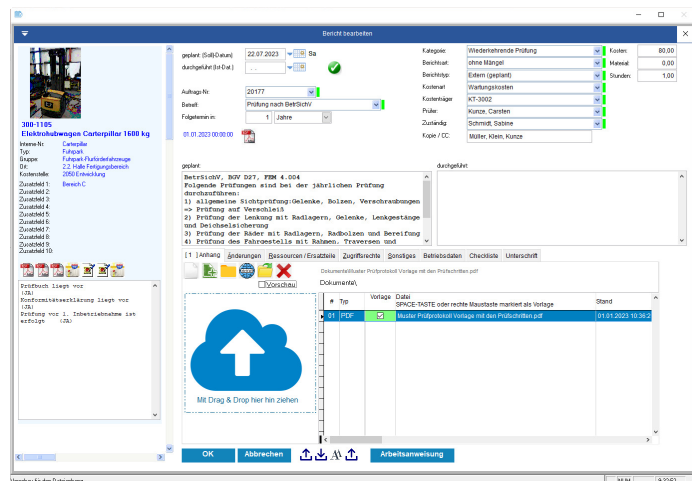 Bericht bearbeiten
300-1105
Elektrohubwagen Carterpillar 1600 kg
Interne-Nr. Carterpillar
Typ: Fuhrpark
Gruppe: Fuhrpark-Flurförderfahrzeuge
Ort: 2.2. Halle Fertigungsbereich
Kostenstelle: 2050 Entwicklung
Zusatzfeld 1: Bereich C
Zusatzfeld 2:
Zusatzfeld 3:
Zusatzfeld 4:
Zusatzfeld 5:
Zusatzfeld 6:
Zusatzfeld 7:
Zusatzfeld 8:
Zusatzfeld 9:
Zusatzfeld 10:
Prüfbuch liegt vor
(JA)
Konformitätserklärung liegt vor
(JA)
Prüfung vor 1. Inbetriebnahme ist
erfolgt (JA)
geplant: (Soll-Datum) 22.07.2023 Sa
durchgeführt (Ist-Dat.) . .
Auftrags-Nr. 20177
Betreff: Prüfung nach BetrSichV
Folgetermin in: 1 Jahre
01.01.2023 00:00:00
Kategorie: Wiederkehrende Prüfung Kosten: 80,00
Berichtsart: ohne Mängel Material: 0,00
Berichtstyp: Extern (geplant) Stunden: 1,00
Kostenart Wartungskosten
Kostenträger KT-3002
Prüfer: Kunze, Carsten
Zuständig: Schmidt, Sabine
Kopie / CC: Müller, Klein, Kunze
geplant: durchgeführt:
BetrSichV, BGV D27, FEM 4.004
Folgende Prüfungen sind bei der jährlichen Prüfung
durchzuführen:
1) allgemeine Sichtprüfung:Gelenke, Bolzen, Verschraubungen
=> Prüfung auf Verschleiß
2) Prüfung der Lenkung mit Radlagern, Gelenke, Lenkgestänge
und Deichselsicherung
3) Prüfung der Räder mit Radlagern, Radbolzen und Bereifung
4) Prüfung des Fahrgestells mit Rahmen, Traversen und
[1 ] Anhang Änderungen Ressourcen / Ersatzteile Zugriffsrechte Sonstiges Betriebsdaten Checkliste Unterschrift
Dokumente\Muster Prüfprotokoll Vorlage mit den Prüfschritten.pdf
Vorschau Dokumente\
# Typ Vorlage Datei Stand
SPACE-TASTE oder rechte Maustaste markiert als Vorlage
01 PDF Muster Prüfprotokoll Vorlage mit den Prüfschritten.pdf 01.01.2023 10:36:2
Mit Drag & Drop hier hin ziehen
OK Abbrechen Arbeitsanweisung
NUM